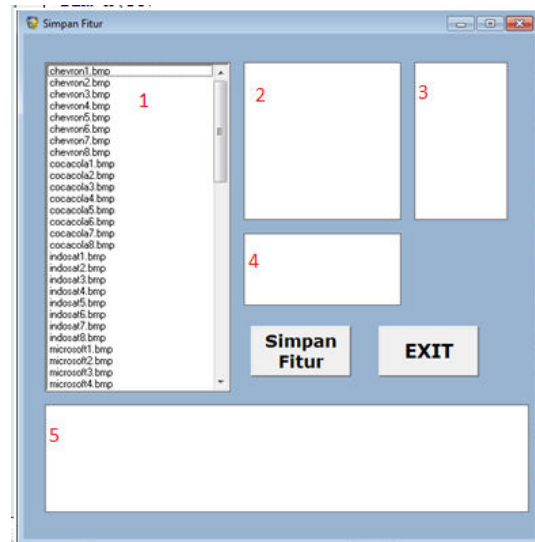 Simpan Fitur
chevron1.bmp
chevron2.bmp
chevron3.bmp
chevron4.bmp
chevron5.bmp
chevron6.bmp
chevron7.bmp
chevron8.bmp
cocacola1.bmp
cocacola2.bmp
cocacola3.bmp
cocacola4.bmp
cocacola5.bmp
cocacola6.bmp
cocacola7.bmp
cocacola8.bmp
indosat1.bmp
indosat2.bmp
indosat3.bmp
indosat4.bmp
indosat5.bmp
indosat6.bmp
indosat7.bmp
indosat8.bmp
microsoft1.bmp
microsoft2.bmp
microsoft3.bmp
microsoft4.bmp
1
2
3
4
Simpan
Fitur
EXIT
5